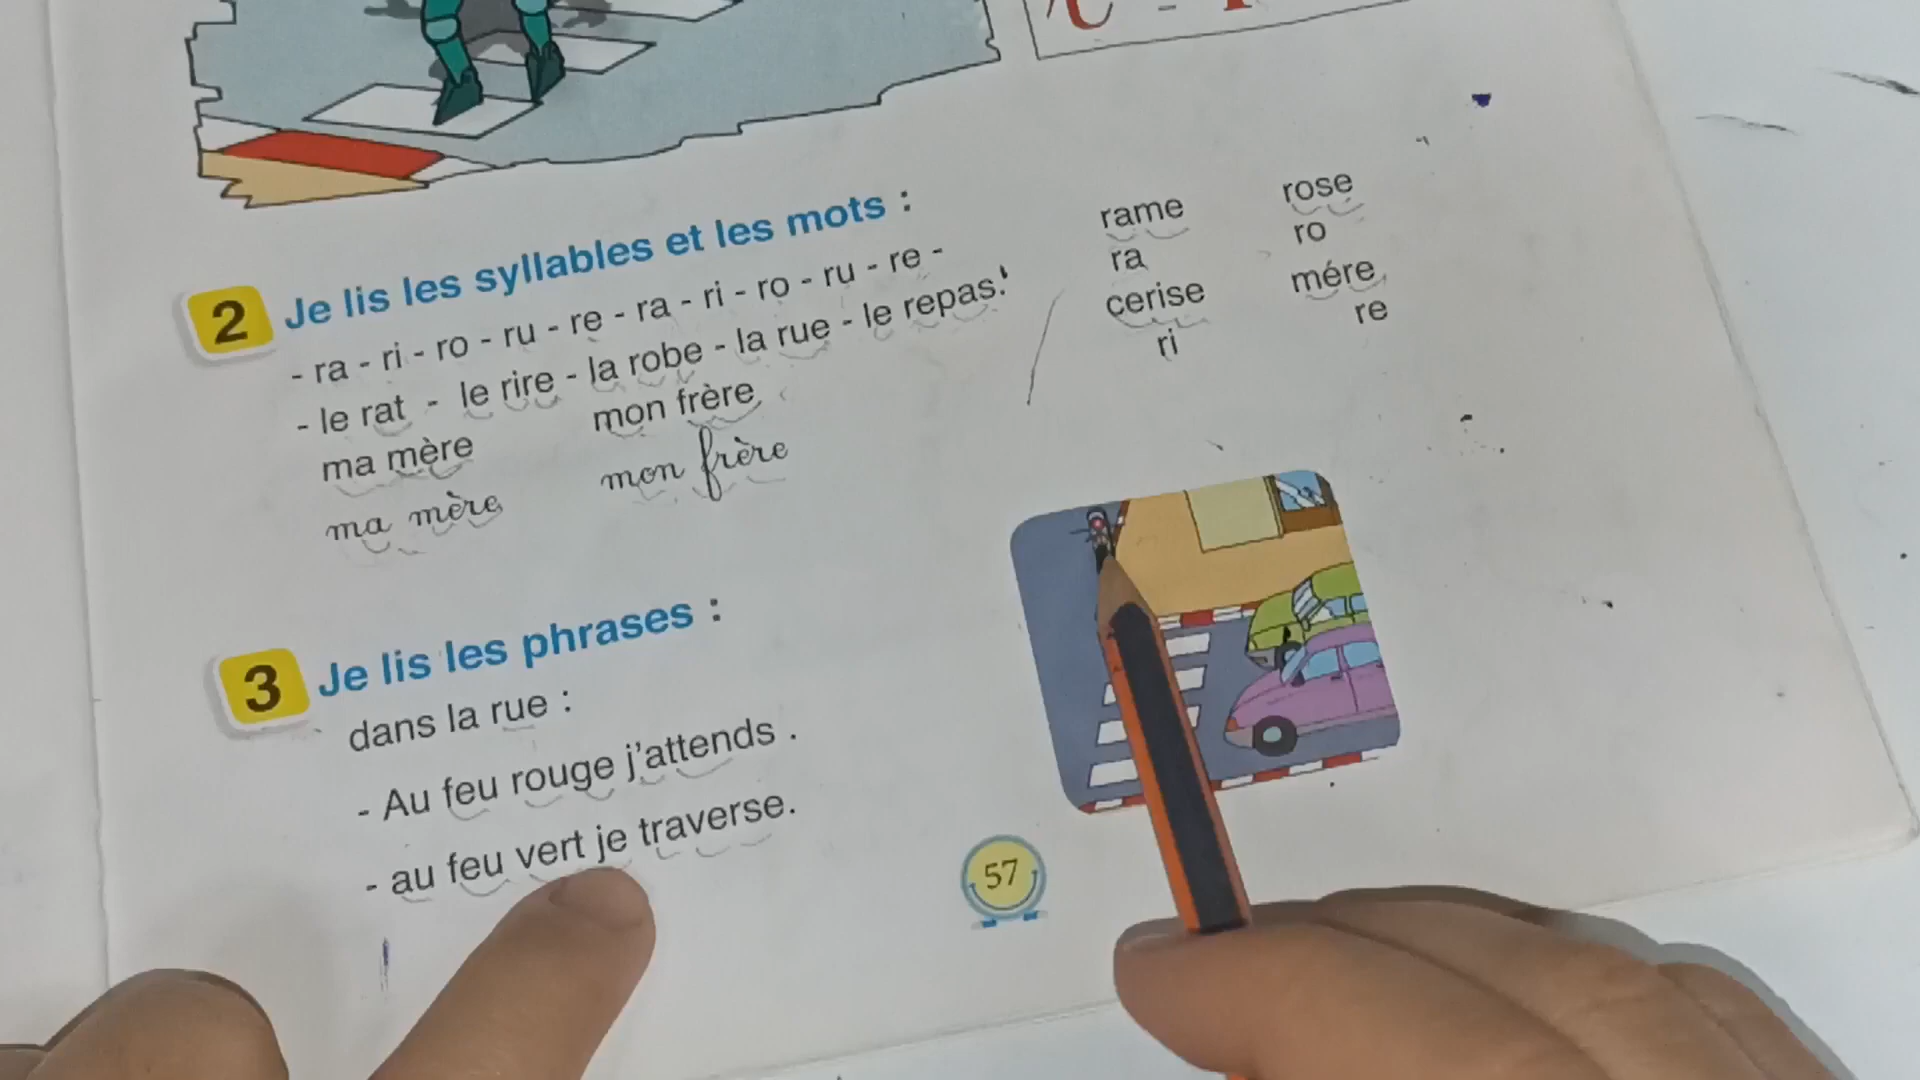 2 Je lis les syllables et les mots :
- ra - ri - ro - ru - re - ra - ri - ro - ru - re -
- le rat - le rire - la robe - la rue - le repas.
ma mère mon frère
ma mère mon frère
rame rose
ra ro
cerise mére
ri re
3 Je lis les phrases :
dans la rue :
- Au feu rouge j'attends .
- au feu vert je traverse.
57